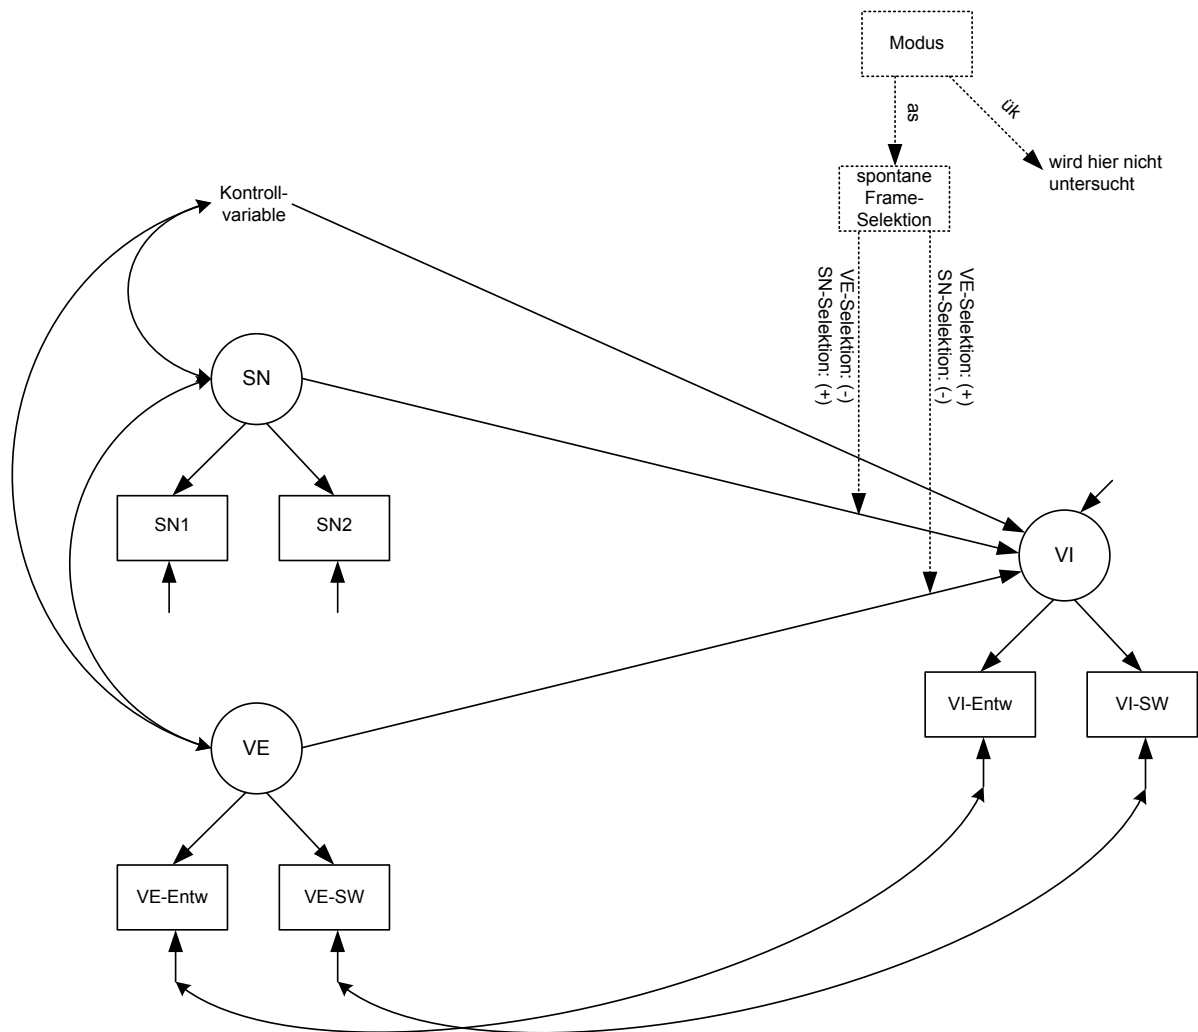 Modus
as
ük
wird hier nicht
untersucht
spontane
Frame-
Selektion
Kontroll-
variable
VE-Selektion: (-)
SN-Selektion: (+)
VE-Selektion: (+)
SN-Selektion: (-)
SN
SN1
SN2
VI
VI-Entw
VI-SW
VE
VE-Entw
VE-SW